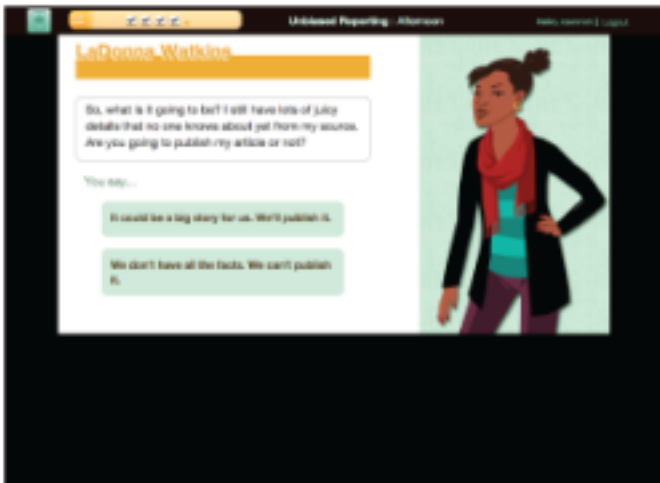 Unbiased Reporting - Afternoon
Logout
LaDonna Watkins
So, what is it going to be? I still have lots of juicy
details that no one knows about yet from my source.
Are you going to publish my article or not?
You say...
It could be a big story for us. We'll publish it.
We don't have all the facts. We can't publish
it.